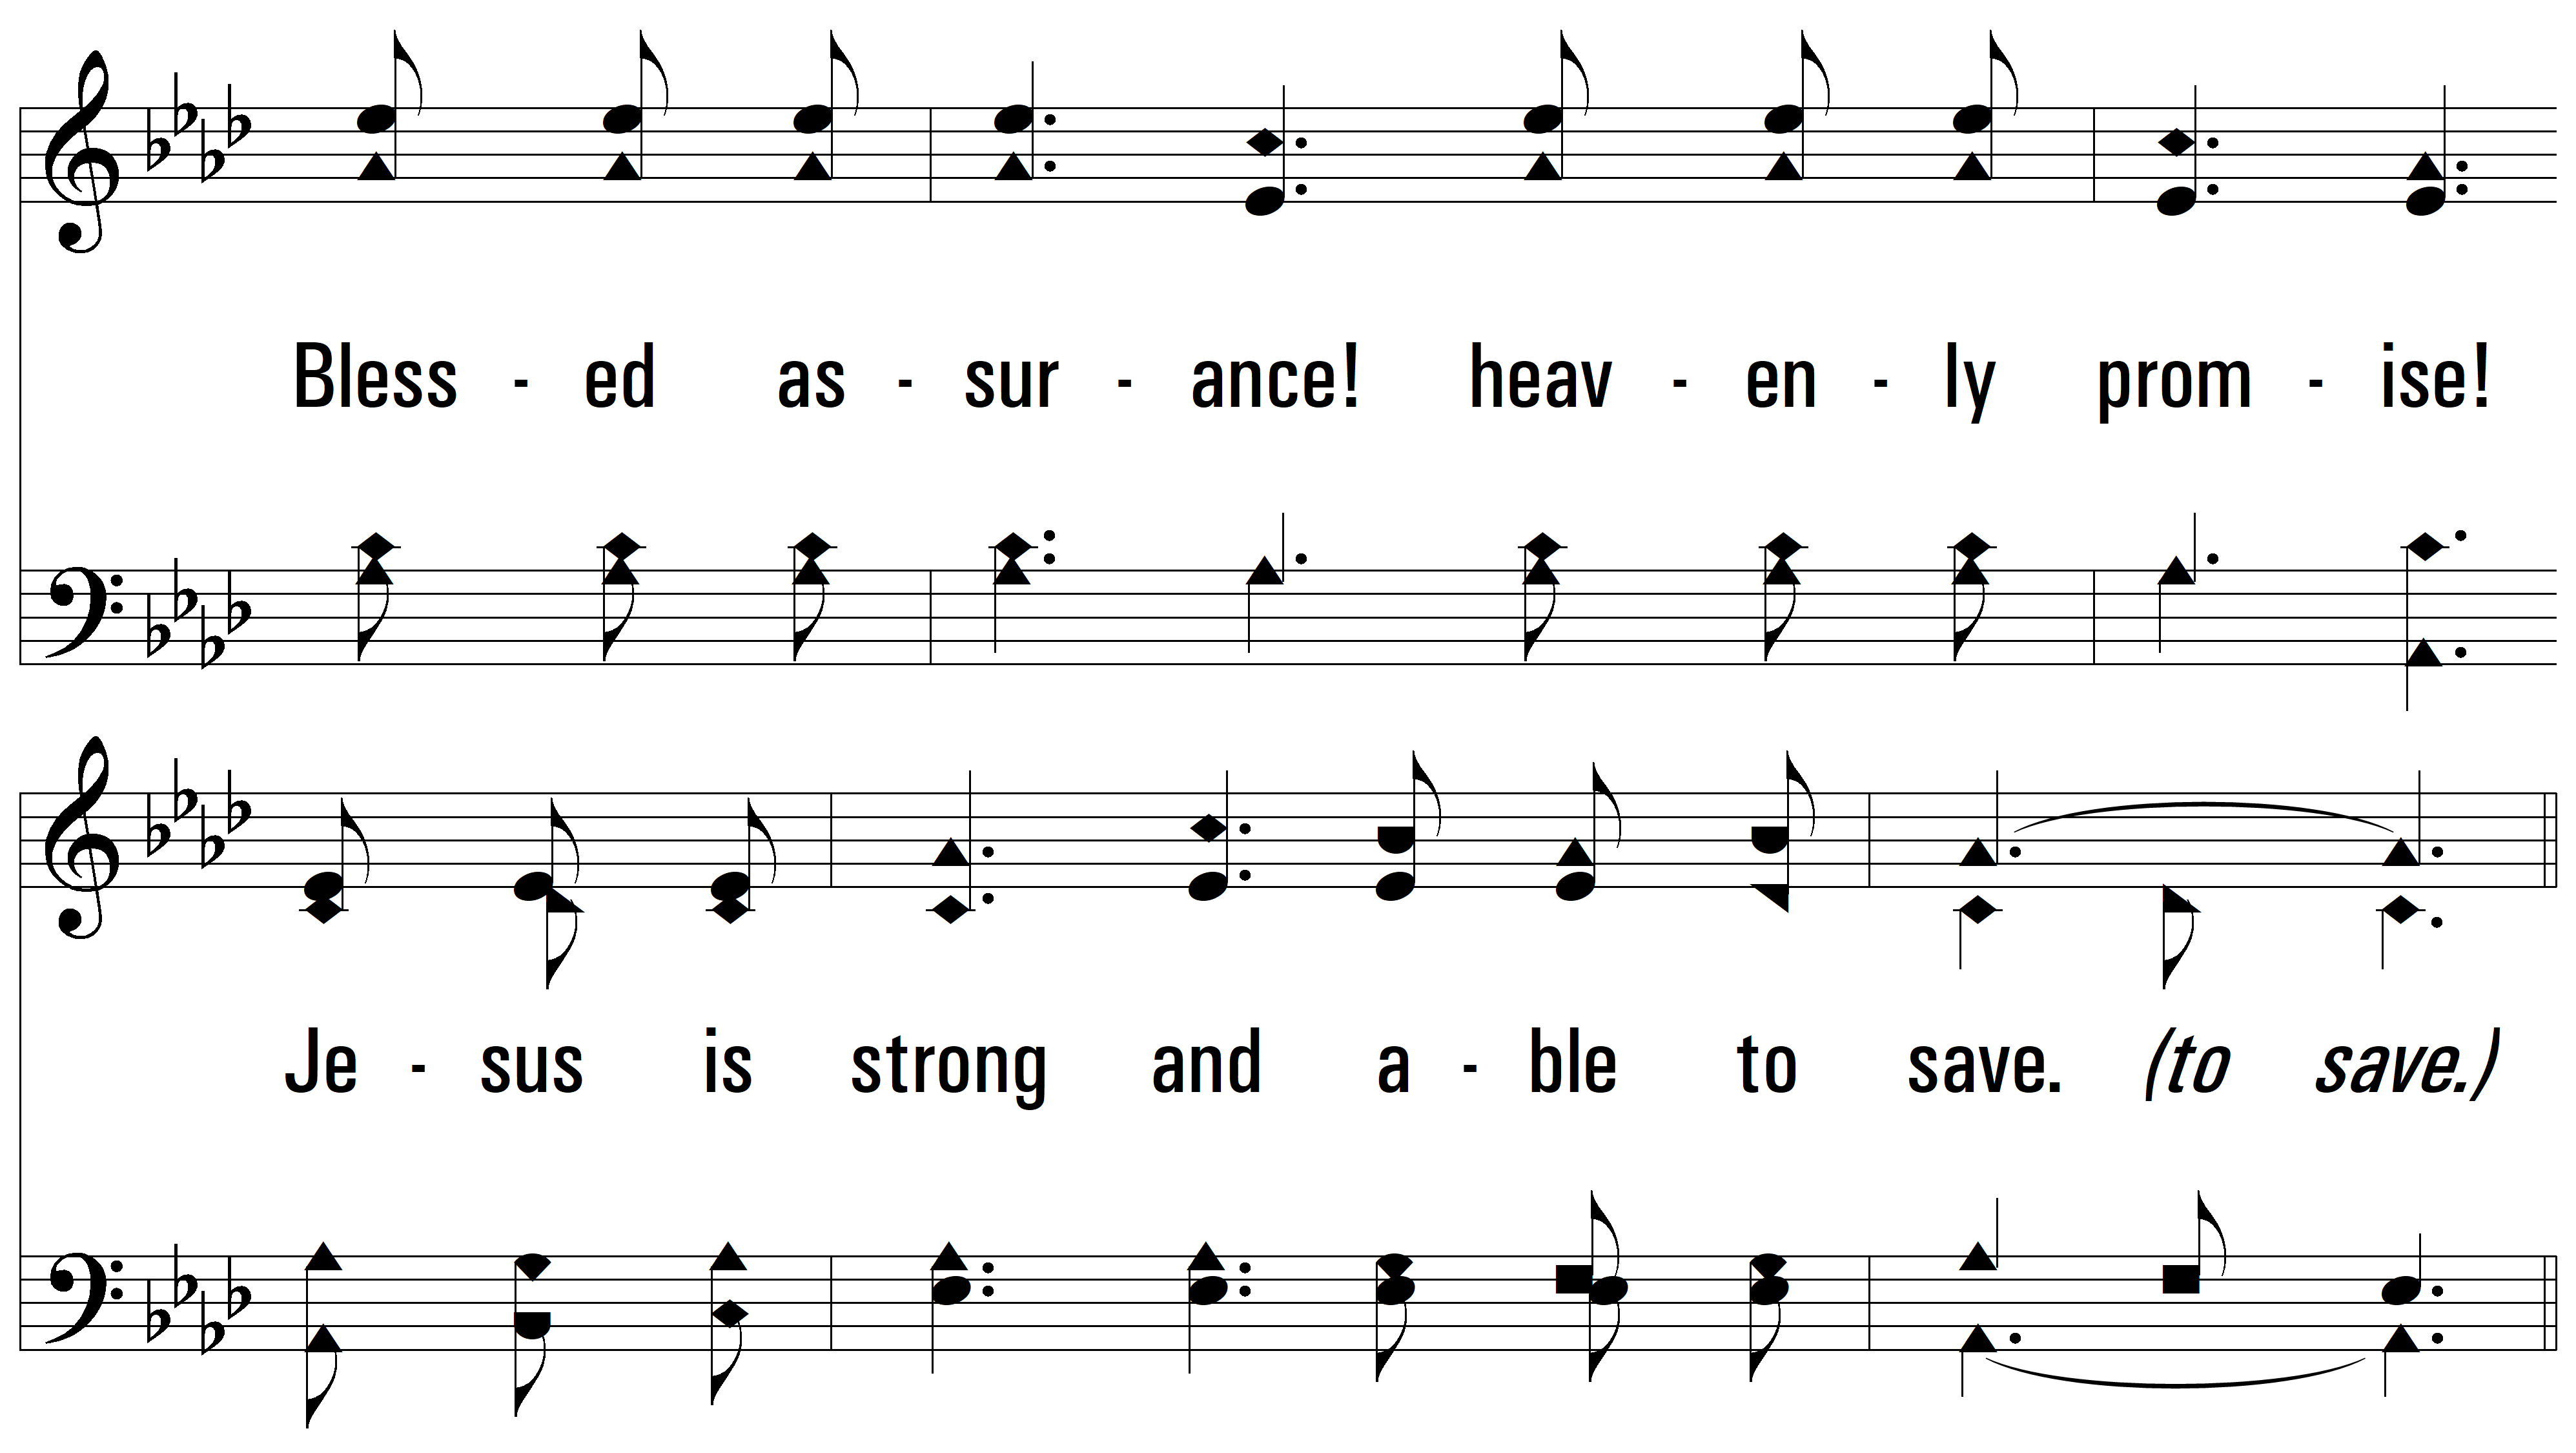 Bless - ed as - sur - ance! heav - en - ly prom - ise!
Je - sus is strong and a - ble to save. (to save.)